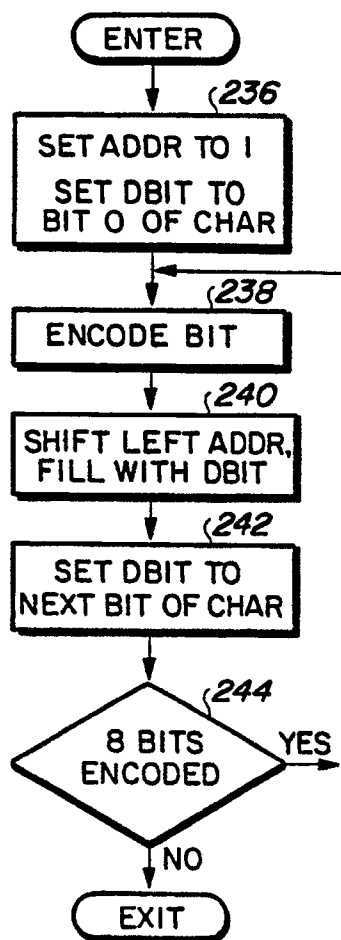 ENTER
236
SET ADDR TO 1
SET DBIT TO
BIT 0 OF CHAR
238
ENCODE BIT
240
SHIFT LEFT ADDR,
FILL WITH DBIT
242
SET DBIT TO
NEXT BIT OF CHAR
244
8 BITS
ENCODED
YES
NO
EXIT